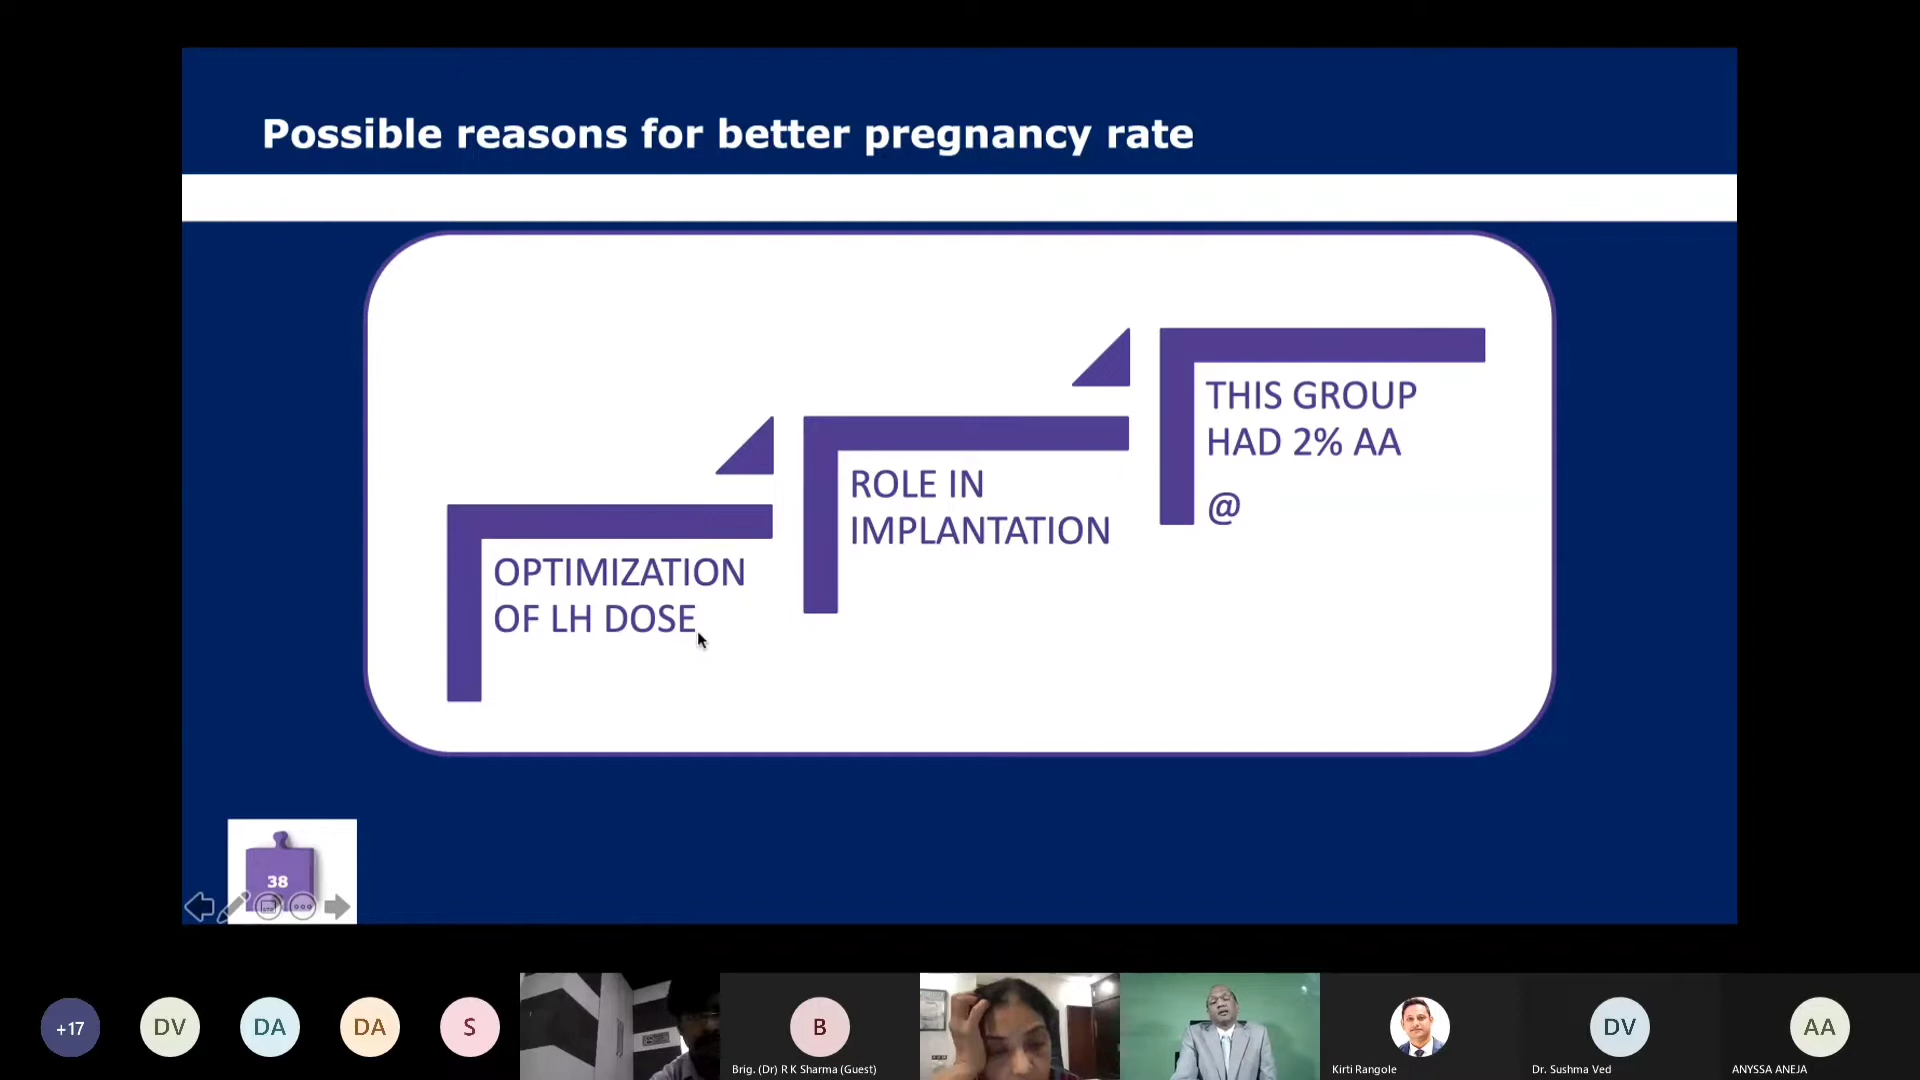 Possible reasons for better pregnancy rate
OPTIMIZATION
OF LH DOSE
ROLE IN
IMPLANTATION
THIS GROUP
HAD 2% AA
@
38
+17
DV
DA
DA
S
B
Brig. (Dr) R K Sharma (Guest)
Kirti Rangole
DV
Dr. Sushma Ved
AA
ANYSSA ANEJA